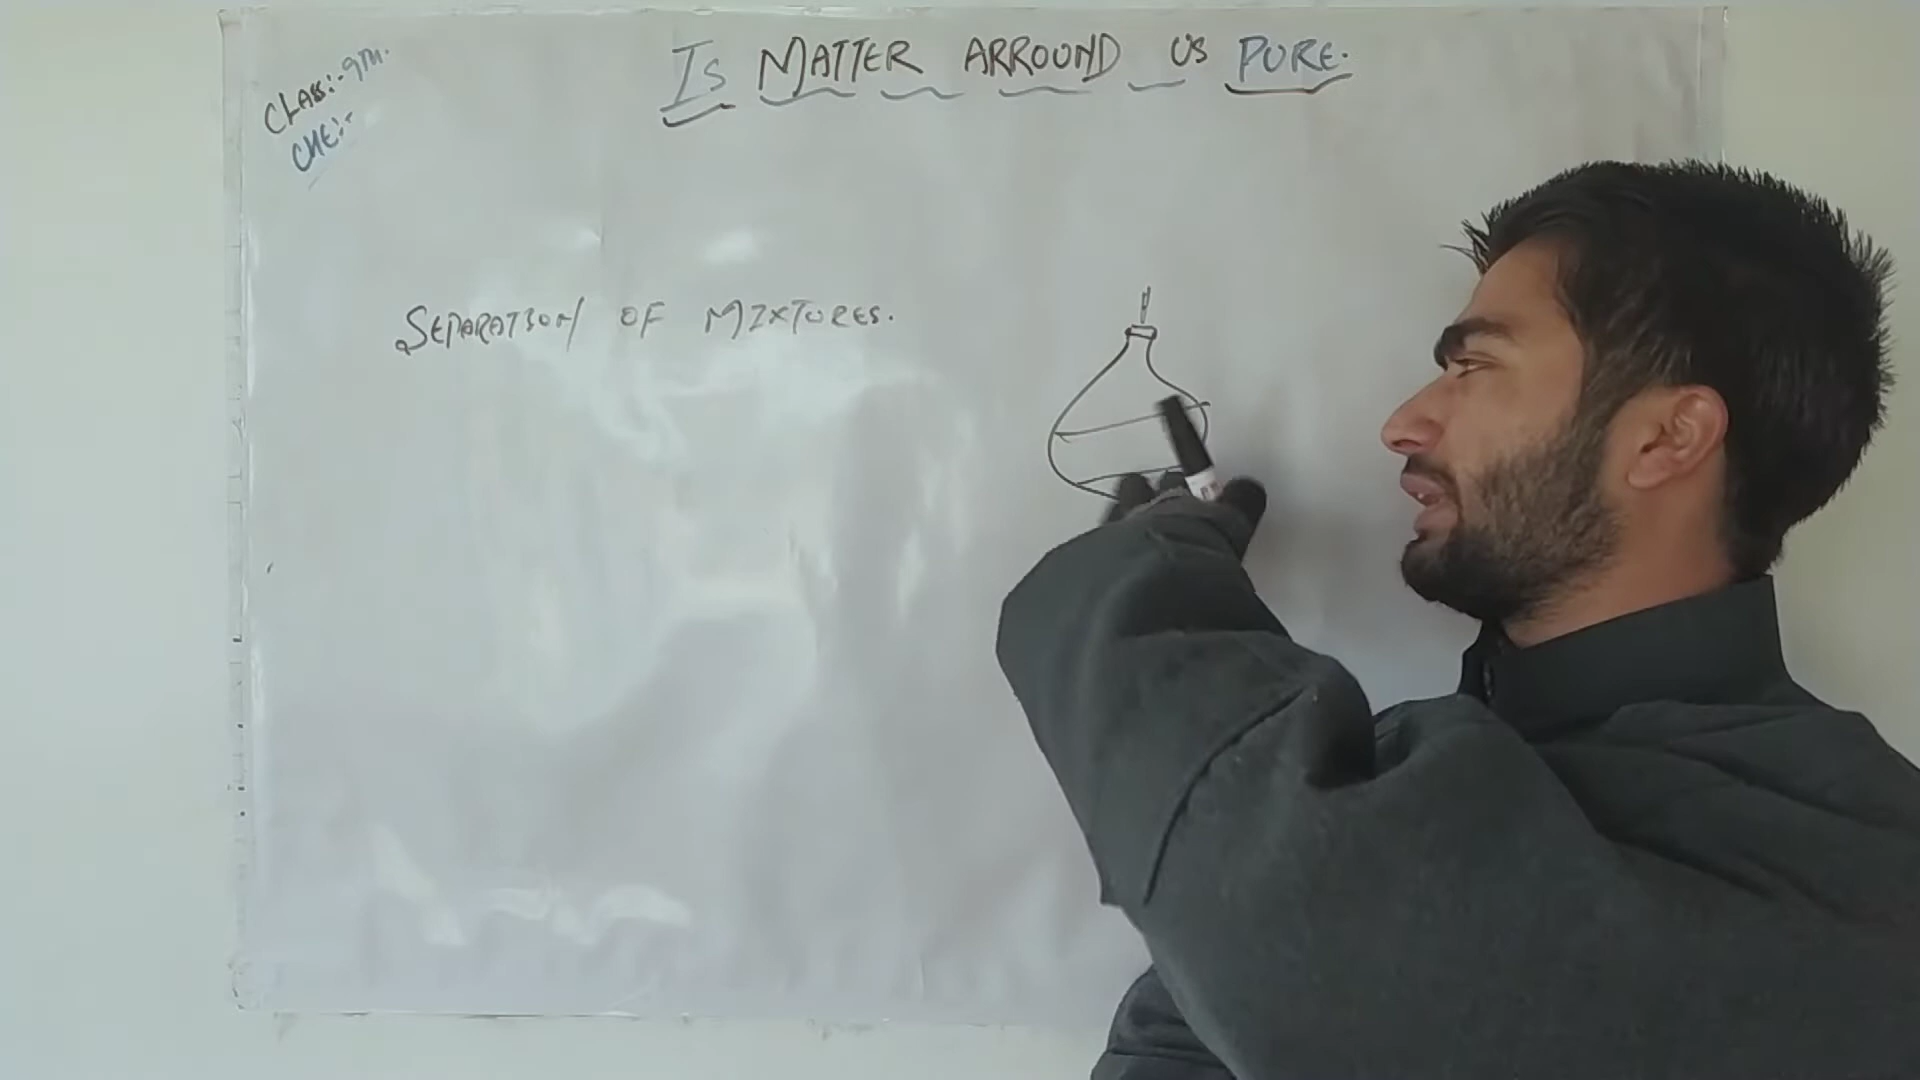 IS MATTER ARROUND US PURE.
CLASS:-9TH.
CHE:-
SEPARATION OF MIXTURES.